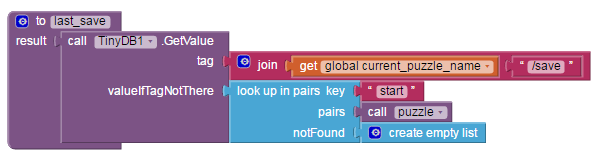 to last_save
result call TinyDB1 .GetValue
tag join get global current_puzzle_name " /save "
valueIfTagNotThere look up in pairs key " start "
pairs call puzzle
notFound create empty list